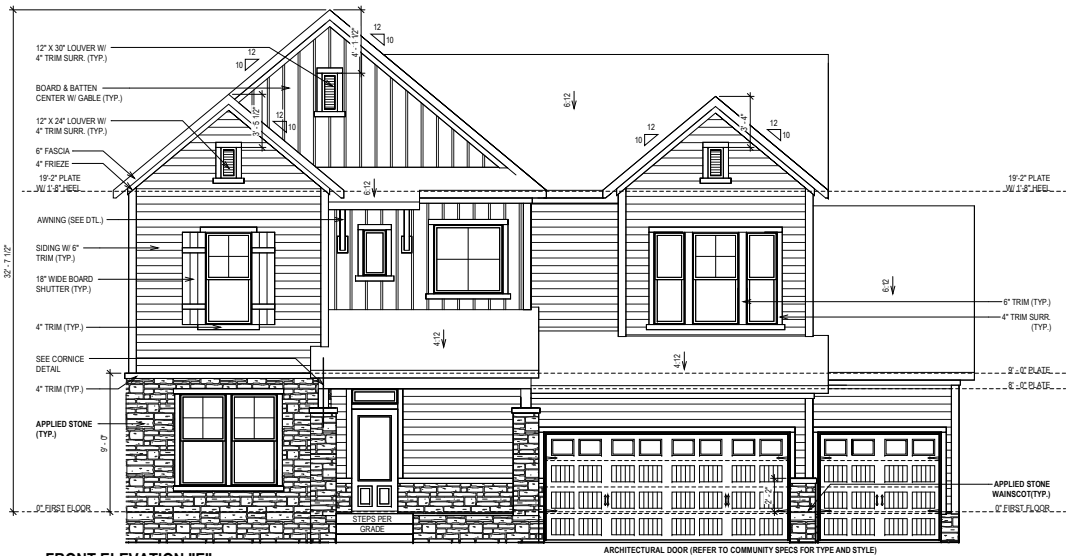 12" X 30" LOUVER W/
4" TRIM SURR. (TYP.)
BOARD & BATTEN
CENTER W/ GABLE (TYP.)
12" X 24" LOUVER W/
4" TRIM SURR. (TYP.)
6" FASCIA
4" FRIEZE
19'-2" PLATE
W/ 1'-8" HEEL
AWNING (SEE DTL.)
SIDING W/ 6"
TRIM (TYP.)
18" WIDE BOARD
SHUTTER (TYP.)
4" TRIM (TYP.)
SEE CORNICE
DETAIL
4" TRIM (TYP.)
APPLIED STONE
(TYP.)
0" FIRST FLOOR
32' - 7 1/2"
9' - 0"
12
10
12
10
4' - 1 1/2"
12
10
3' - 5 1/2"
6:12
6:12
12
10
12
10
3' - 4"
4:12
4:12
6:12
2' - 2"
19'-2" PLATE
W/ 1'-8" HEEL
6" TRIM (TYP.)
4" TRIM SURR.
(TYP.)
9' - 0" PLATE
8' - 0" PLATE
APPLIED STONE
WAINSCOT(TYP.)
0" FIRST FLOOR
STEPS PER
GRADE
ARCHITECTURAL DOOR (REFER TO COMMUNITY SPECS FOR TYPE AND STYLE)
FRONT ELEVATION "E"